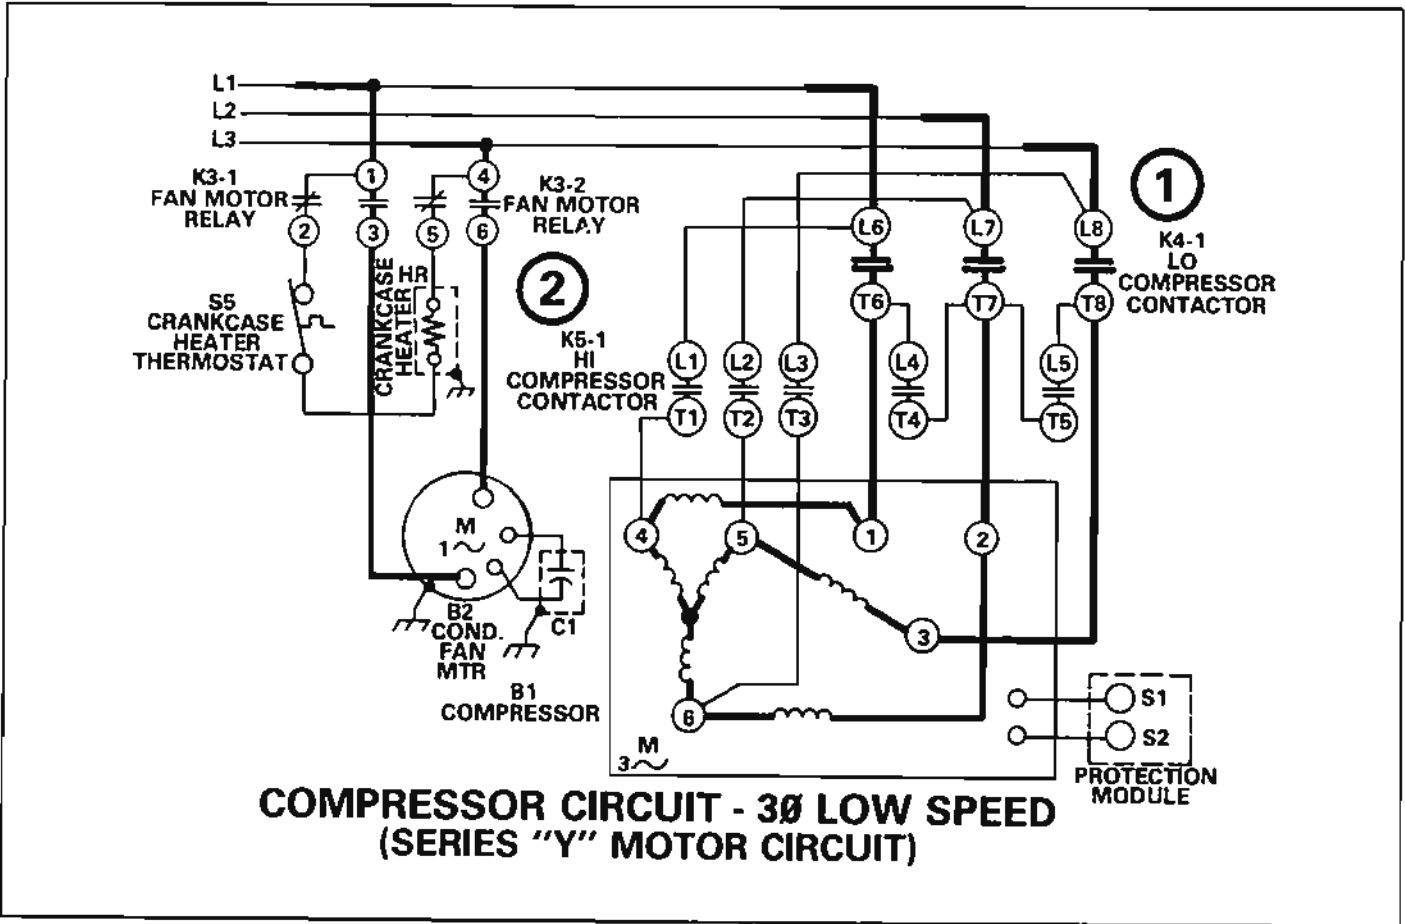 L1
L2
L3
K3-1
FAN MOTOR
RELAY
1
4
K3-2
FAN MOTOR
RELAY
2
3
5
6
1
K4-1
LO
COMPRESSOR
CONTACTOR
L6
L7
L8
T6
T7
T8
2
K5-1
HI
COMPRESSOR
CONTACTOR
S5
CRANKCASE
HEATER
THERMOSTAT
CRANKCASE
HEATER
HR
L1
L2
L3
L4
L5
T1
T2
T3
T4
T5
M
1
B2
COND.
FAN
MTR
C1
B1
COMPRESSOR
4
5
1
2
3
6
M
3
S1
S2
PROTECTION
MODULE
COMPRESSOR CIRCUIT - 3Ø LOW SPEED
(SERIES "Y" MOTOR CIRCUIT)